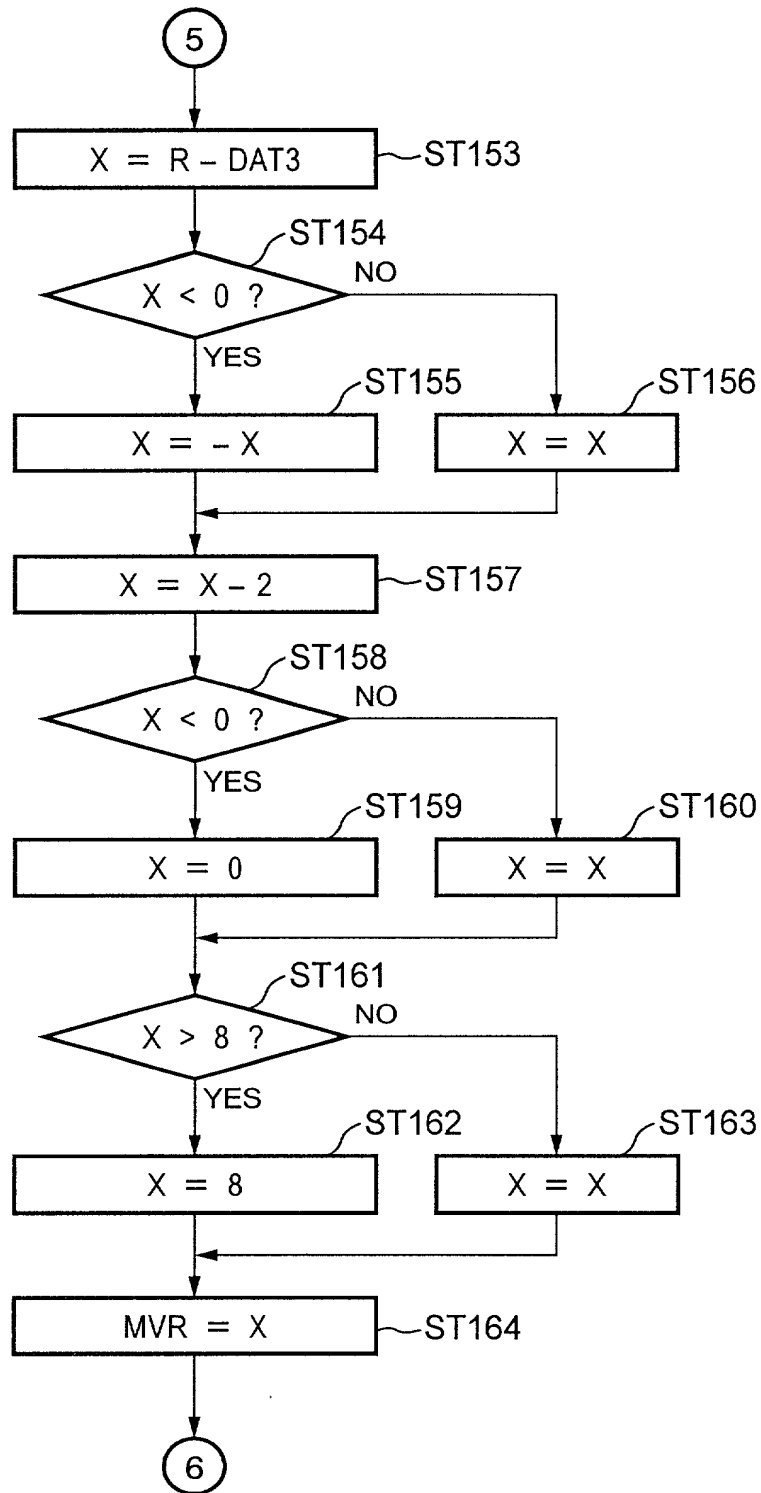 5
X = R - DAT3
ST153
ST154
X < 0 ?
NO
YES
ST155
X = - X
ST156
X = X
X = X - 2
ST157
ST158
X < 0 ?
NO
YES
ST159
X = 0
ST160
X = X
ST161
X > 8 ?
NO
YES
ST162
X = 8
ST163
X = X
MVR = X
ST164
6